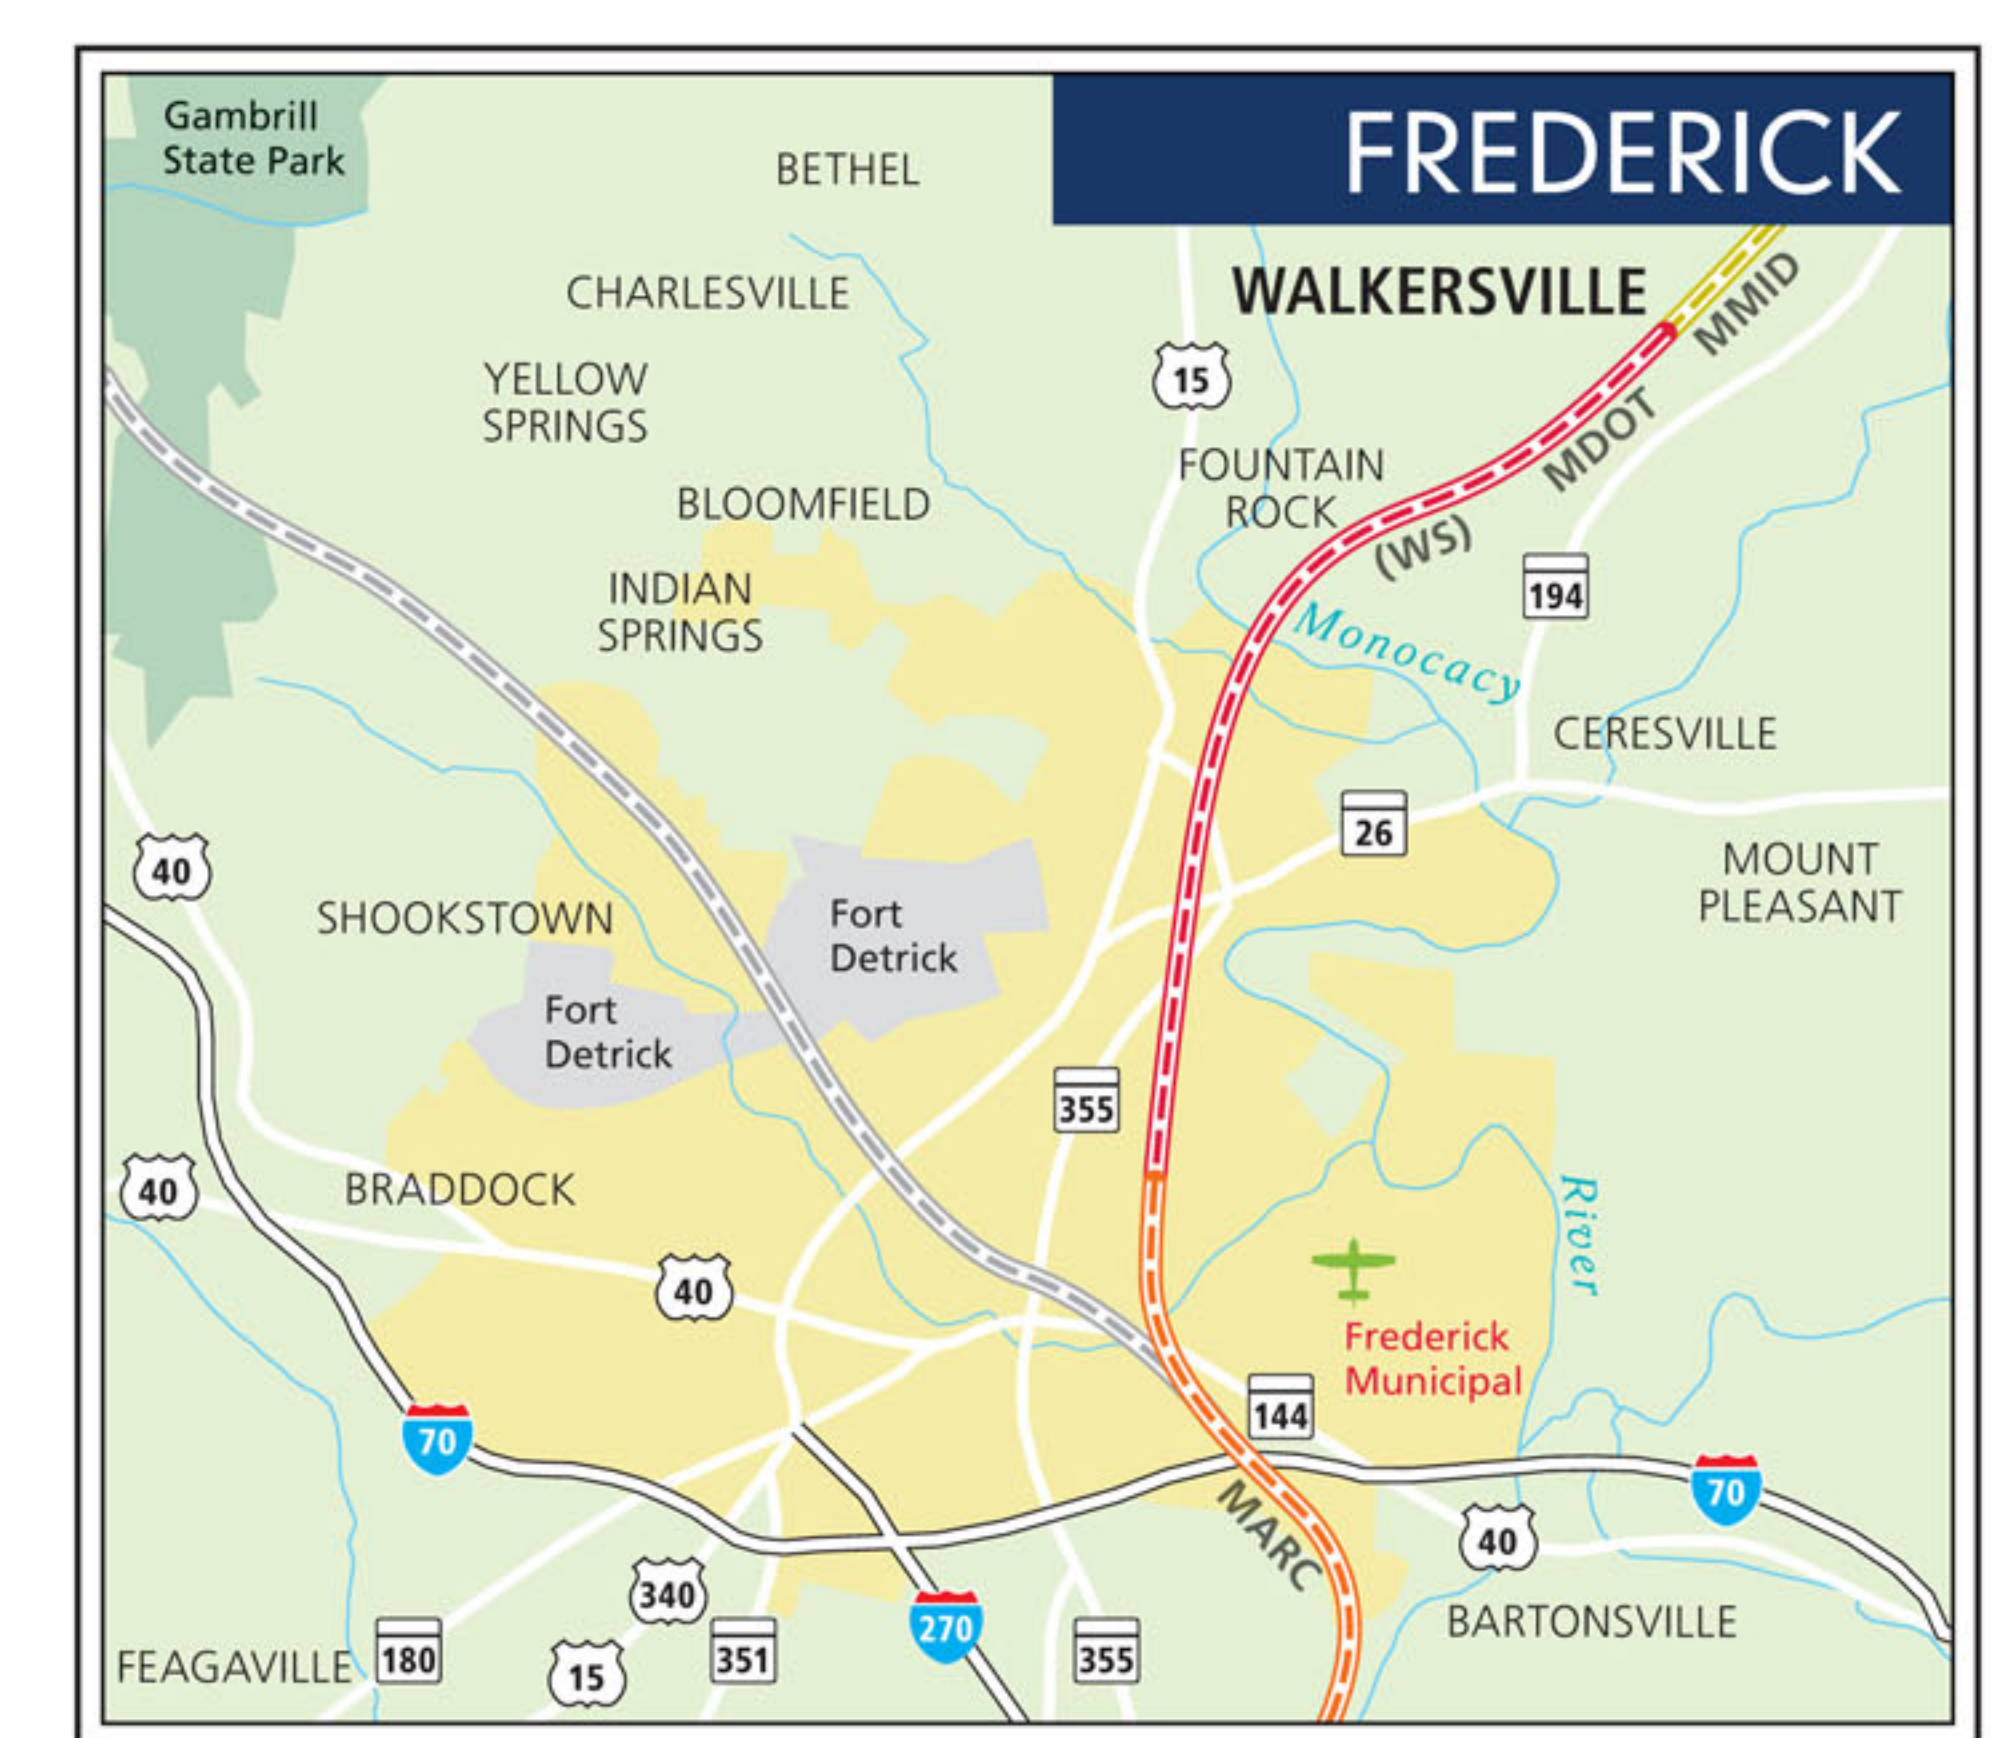 Gambrill
State Park
BETHEL
FREDERICK
CHARLESVILLE
WALKERSVILLE
MMID
YELLOW
SPRINGS
15
MDOT
BLOOMFIELD
FOUNTAIN
ROCK
(WS)
INDIAN
SPRINGS
194
Monocacy
CERESVILLE
26
40
MOUNT
PLEASANT
SHOOKSTOWN
Fort
Detrick
Fort
Detrick
355
40
BRADDOCK
River
40
Frederick
Municipal
144
70
70
MARC
40
340
270
BARTONSVILLE
FEAGAVILLE
180
15
351
355